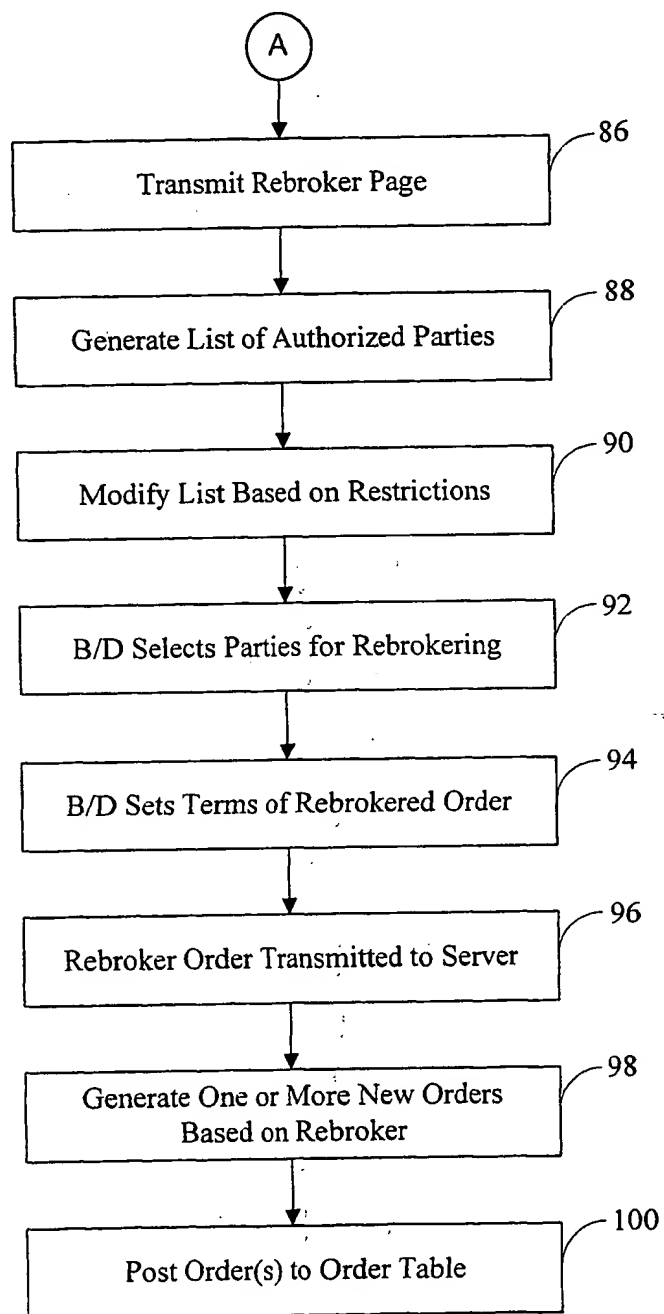 A
86
Transmit Rebroker Page
88
Generate List of Authorized Parties
90
Modify List Based on Restrictions
92
B/D Selects Parties for Rebrokering
94
B/D Sets Terms of Rebrokered Order
96
Rebroker Order Transmitted to Server
98
Generate One or More New Orders
Based on Rebroker
100
Post Order(s) to Order Table